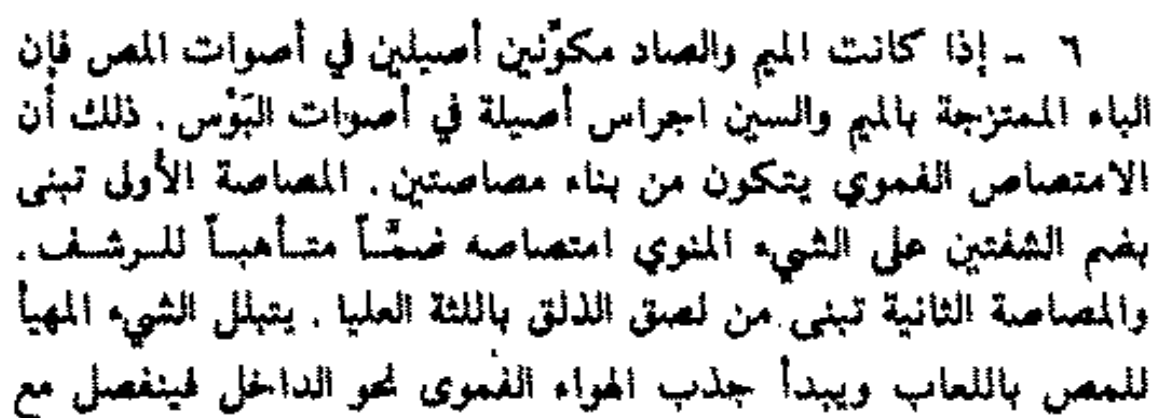 ٦ ـ إذا كانت الميم والصاد مكوّنين أصيلين في أصوات المص فإن
الباء الممتزجة بالميم والسين اجراس أصيلة في أصوات البَوْس . ذلك أن
الامتصاص الفموي يتكون من بناء مصاصتين . المصاصة الأولى تبنى
بضم الشفتين على الشيء المنوي امتصاصه ضمّاً متأهباً للرشف .
والمصاصة الثانية تبنى من لصق الذلق باللثة العليا . يتبلل الشيء المهيأ
للمص باللعاب ويبدأ جذب الهواء الفموى نحو الداخل فينفصل مع